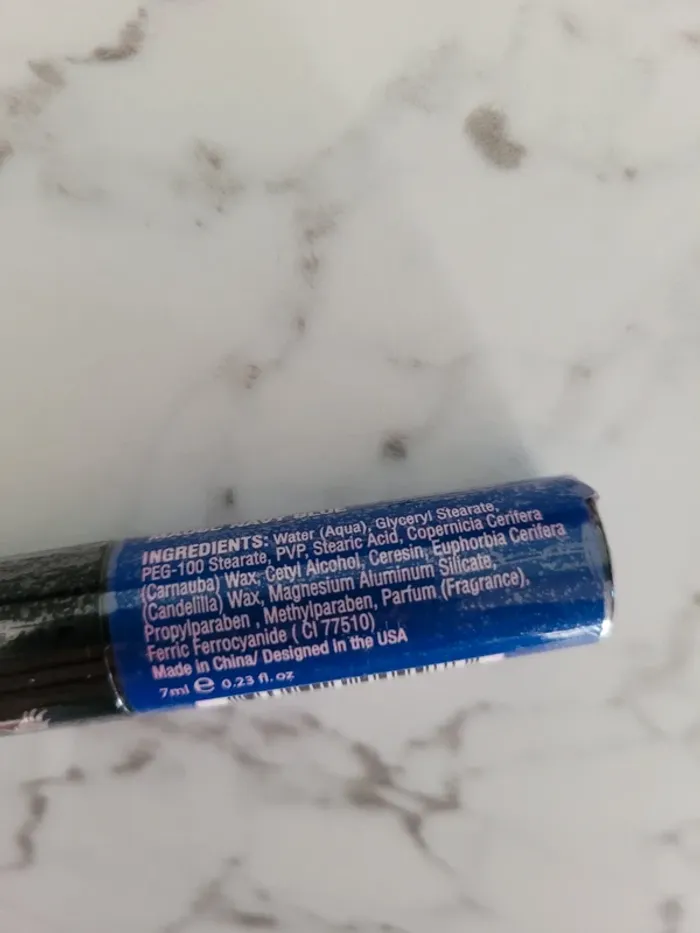 INGREDIENTS: Water (Aqua), Glyceryl Stearate,
PEG-100 Stearate, PVP, Stearic Acid, Copernicia Cerifera
(Carnauba) Wax, Cetyl Alcohol, Ceresin, Euphorbia Cerifera
(Candelilla) Wax, Magnesium Aluminum Silicate,
Propylparaben , Methylparaben, Parfum (Fragrance),
Ferric Ferrocyanide ( CI 77510)
Made in China/ Designed in the USA
7ml e 0.23 fl.oz